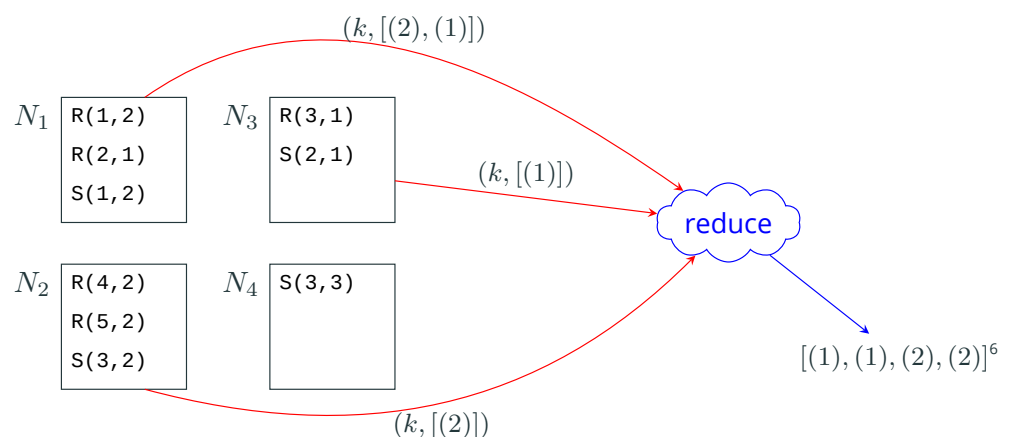 (k, [(2), (1)])
N₁
R(1,2)
R(2,1)
S(1,2)
N₃
R(3,1)
S(2,1)
(k, [(1)])
reduce
N₂
R(4,2)
R(5,2)
S(3,2)
N₄
S(3,3)
[(1), (1), (2), (2)]⁶
(k, [(2)])